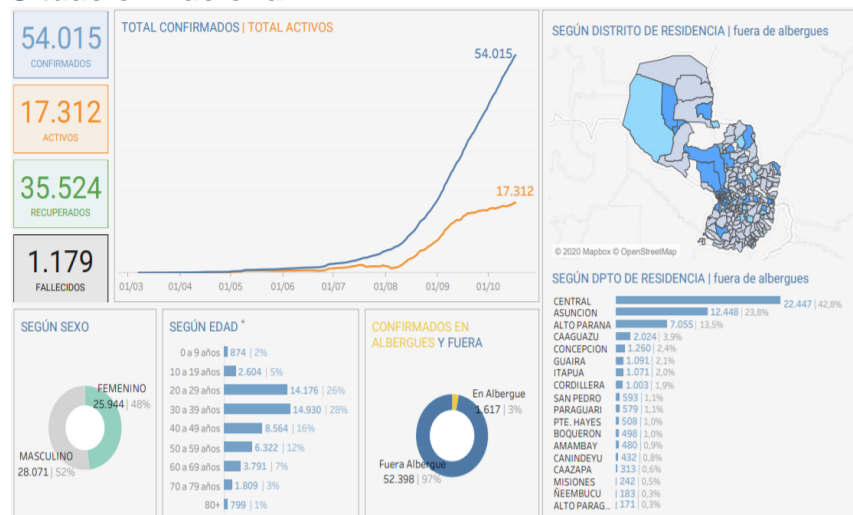 54.015
CONFIRMADOS
17.312
ACTIVOS
35.524
RECUPERADOS
1.179
FALLECIDOS
TOTAL CONFIRMADOS | TOTAL ACTIVOS
54.015
17.312
01/03 01/04 01/05 01/06 01/07 01/08 01/09 01/10
SEGÚN DISTRITO DE RESIDENCIA | fuera de albergues
© 2020 Mapbox © OpenStreetMap
SEGÚN SEXO
FEMENINO
25.944 | 48%
MASCULINO
28.071 | 52%
SEGÚN EDAD *
0 a 9 años 874 | 2%
10 a 19 años 2.604 | 5%
20 a 29 años 14.176 | 26%
30 a 39 años 14.930 | 28%
40 a 49 años 8.564 | 16%
50 a 59 años 6.322 | 12%
60 a 69 años 3.791 | 7%
70 a 79 años 1.809 | 3%
80+ 799 | 1%
CONFIRMADOS EN
ALBERGUES Y FUERA
En Albergue
1.617 | 3%
Fuera Albergue
52.398 | 97%
SEGÚN DPTO DE RESIDENCIA | fuera de albergues
CENTRAL 22.447 | 42,8%
ASUNCION 12.448 | 23,8%
ALTO PARANA 7.055 | 13,5%
CAAGUAZU 2.024 | 3,9%
CONCEPCION 1.260 | 2,4%
GUAIRA 1.091 | 2,1%
ITAPUA 1.071 | 2,0%
CORDILLERA 1.003 | 1,9%
SAN PEDRO 593 | 1,1%
PARAGUARI 579 | 1,1%
PTE. HAYES 508 | 1,0%
BOQUERON 498 | 1,0%
AMAMBAY 480 | 0,9%
CANINDEYU 432 | 0,8%
CAAZAPA 313 | 0,6%
MISIONES 242 | 0,5%
ÑEEMBUCU 183 | 0,3%
ALTO PARAG.. 171 | 0,3%